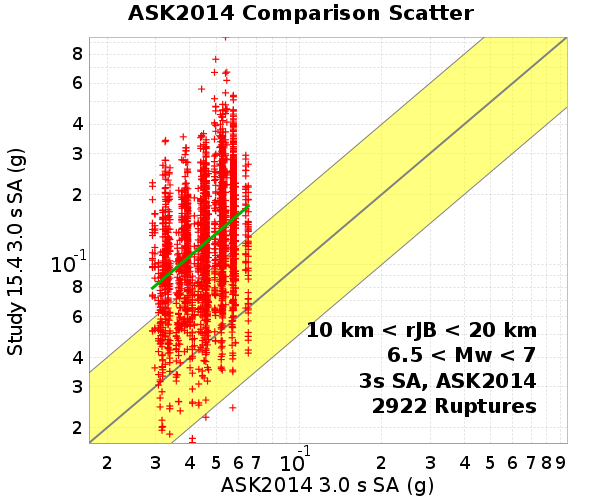 ASK2014 Comparison Scatter
8
6
4
3
2
10-1
8
6
4
3
2
Study 15.4 3.0 s SA (g)
10 km < rJB < 20 km
6.5 < Mw < 7
3s SA, ASK2014
2922 Ruptures
2 3 4 5 6 7 10-1 2 3 4 5 6 7 8 9
ASK2014 3.0 s SA (g)